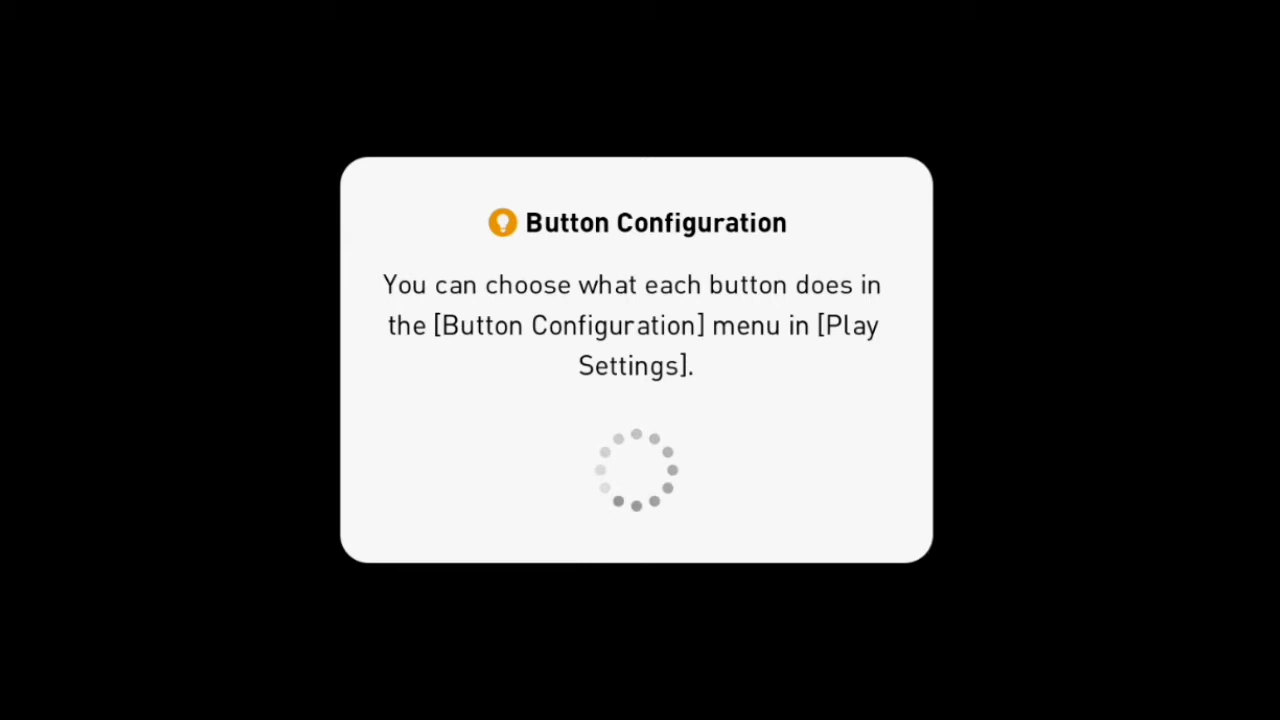 Button Configuration
You can choose what each button does in
the [Button Configuration] menu in [Play
Settings].